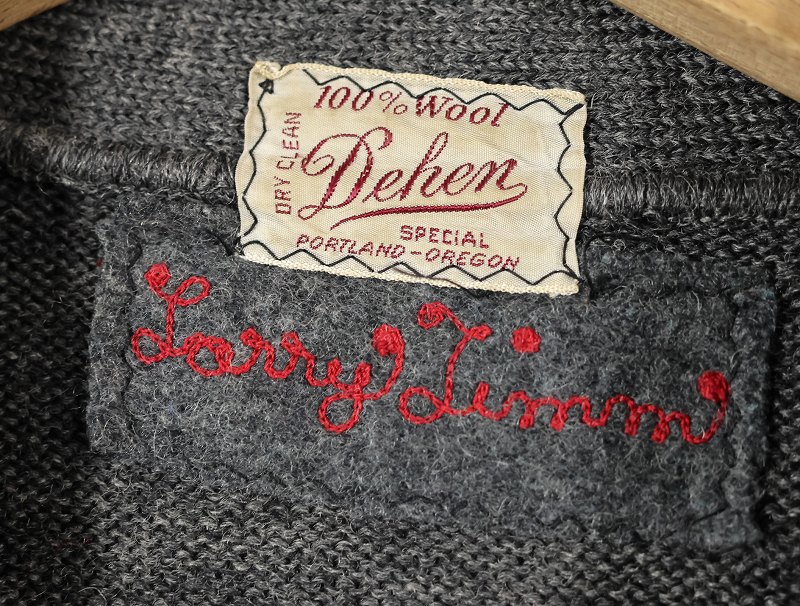 100% Wool
DRY CLEAN
Dehen
SPECIAL
PORTLAND-OREGON
Larry Timm